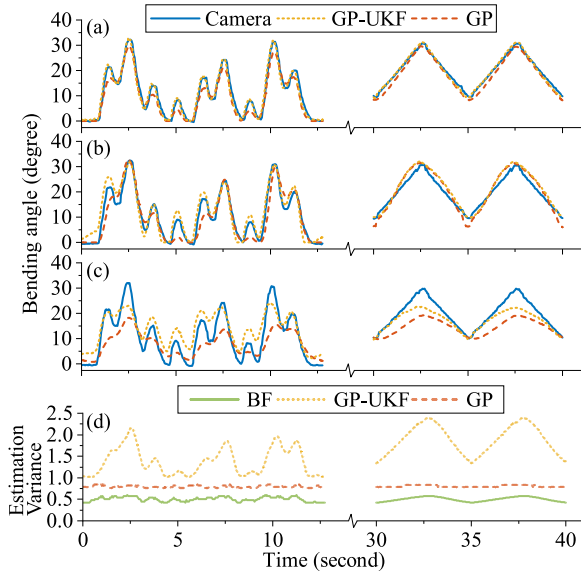 Camera GP-UKF GP
(a)
40
30
20
10
0
(b)
40
30
20
10
0
(c)
40
30
20
10
0
Bending angle (degree)
BF GP-UKF GP
(d)
2.5
2.0
1.5
1.0
0.5
0.0
Estimation
Variance
0 5 10 30 35 40
Time (second)